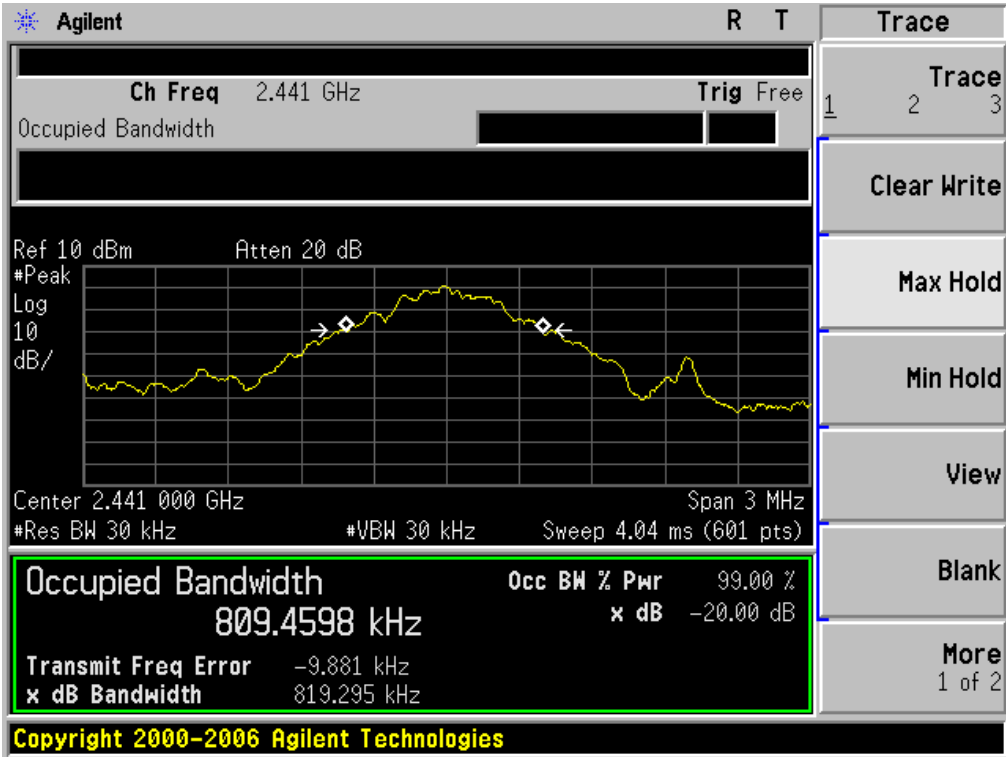 Agilent R T
Ch Freq 2.441 GHz Trig Free
Occupied Bandwidth
Ref 10 dBm Atten 20 dB
#Peak
Log
10
dB/
Center 2.441 000 GHz Span 3 MHz
#Res BW 30 kHz #VBW 30 kHz Sweep 4.04 ms (601 pts)
Occupied Bandwidth
809.4598 kHz
Occ BW % Pwr 99.00 %
x dB -20.00 dB
Transmit Freq Error -9.881 kHz
x dB Bandwidth 819.295 kHz
Copyright 2000-2006 Agilent Technologies
Trace
Trace
1 2 3
Clear Write
Max Hold
Min Hold
View
Blank
More
1 of 2